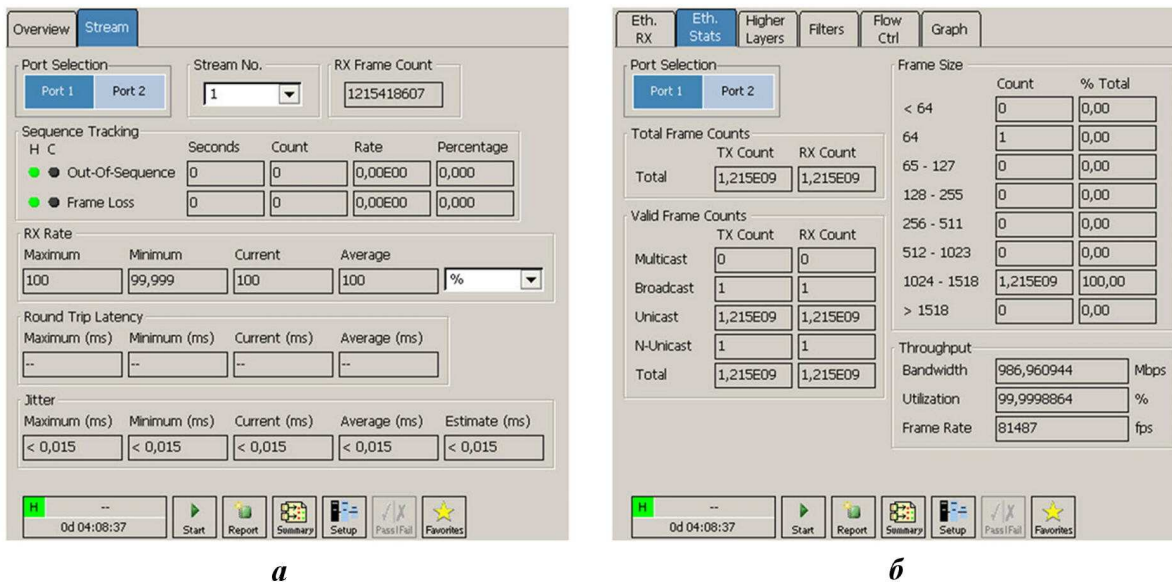 Overview Stream
Port Selection
Port 1 Port 2
Stream No.
1
RX Frame Count
1215418607
Sequence Tracking
H C Seconds Count Rate Percentage
Out-Of-Sequence 0 0 0,00E00 0,000
Frame Loss 0 0 0,00E00 0,000
RX Rate
Maximum Minimum Current Average
100 99,999 100 100 %
Round Trip Latency
Maximum (ms) Minimum (ms) Current (ms) Average (ms)
-- -- -- --
Jitter
Maximum (ms) Minimum (ms) Current (ms) Average (ms) Estimate (ms)
< 0,015 < 0,015 < 0,015 < 0,015 < 0,015
H --
0d 04:08:37
Start Report Summary Setup Pass|Fail Favorites
а
Eth. RX Eth. Stats Higher Layers Filters Flow Ctrl Graph
Port Selection
Port 1 Port 2
Total Frame Counts
TX Count RX Count
Total 1,215E09 1,215E09
Valid Frame Counts
TX Count RX Count
Multicast 0 0
Broadcast 1 1
Unicast 1,215E09 1,215E09
N-Unicast 1 1
Total 1,215E09 1,215E09
Frame Size
Count % Total
< 64 0 0,00
64 1 0,00
65 - 127 0 0,00
128 - 255 0 0,00
256 - 511 0 0,00
512 - 1023 0 0,00
1024 - 1518 1,215E09 100,00
> 1518 0 0,00
Throughput
Bandwidth 986,960944 Mbps
Utilization 99,9998864 %
Frame Rate 81487 fps
H --
0d 04:08:37
Start Report Summary Setup Pass|Fail Favorites
б